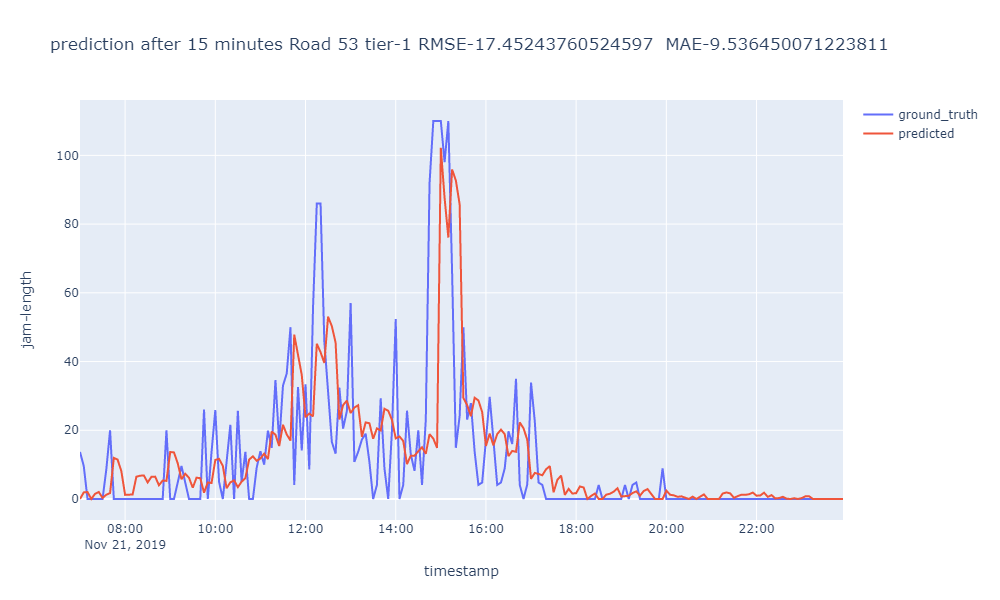 prediction after 15 minutes Road 53 tier-1 RMSE-17.45243760524597  MAE-9.536450071223811
ground_truth
predicted
100
80
60
40
20
0
jam-length
08:00 10:00 12:00 14:00 16:00 18:00 20:00 22:00
Nov 21, 2019
timestamp